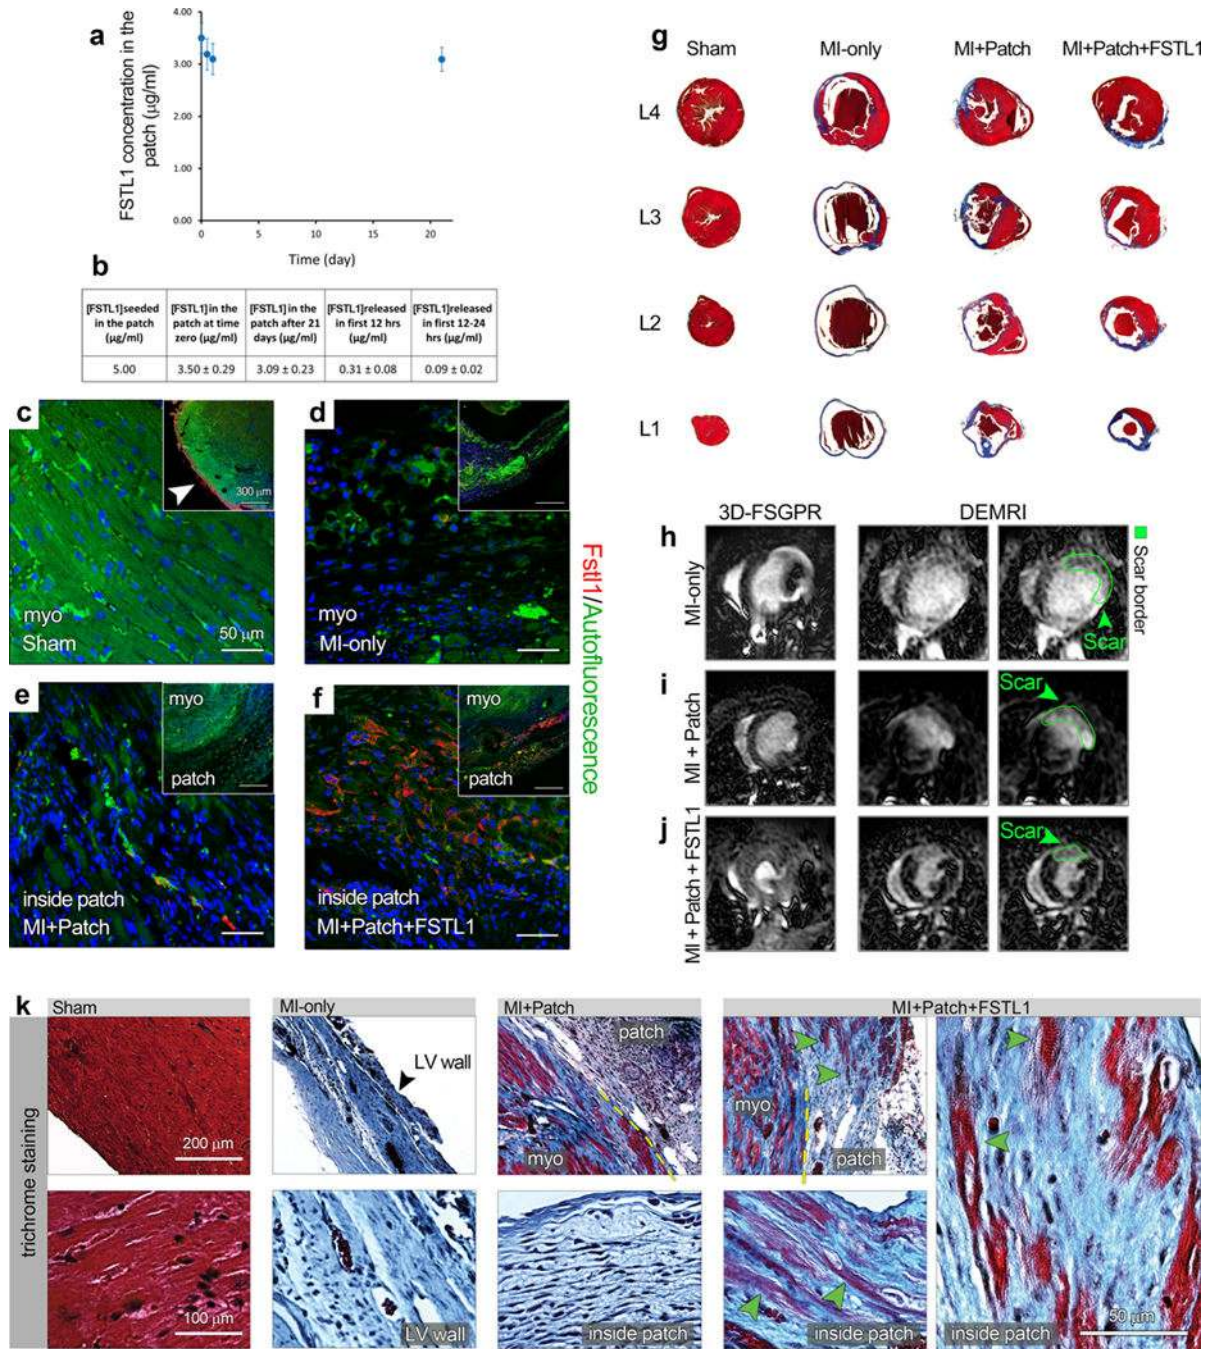 a
FSTL1 concentration in the
patch (µg/ml)
4.00
3.00
2.00
1.00
0.00
0
5
10
15
20
Time (day)
b
[FSTL1]seeded in the patch (µg/ml)
[FSTL1]in the patch at time zero (µg/ml)
[FSTL1]in the patch after 21 days (µg/ml)
[FSTL1]released in first 12 hrs (µg/ml)
[FSTL1]released in first 12-24 hrs (µg/ml)
5.00
3.50 ± 0.29
3.09 ± 0.23
0.31 ± 0.08
0.09 ± 0.02
c
300 µm
myo
Sham
50 µm
d
myo
MI-only
e
myo
patch
inside patch
MI+Patch
f
myo
patch
inside patch
MI+Patch+FSTL1
Fstl1/Autofluorescence
g
Sham
MI-only
MI+Patch
MI+Patch+FSTL1
L4
L3
L2
L1
3D-FSGPR
DEMRI
h
MI-only
Scar
Scar border
i
MI + Patch
Scar
j
MI + Patch + FSTL1
Scar
k
Sham
MI-only
MI+Patch
MI+Patch+FSTL1
trichrome staining
200 µm
LV wall
patch
myo
myo
patch
100 µm
LV wall
inside patch
inside patch
50 µm
inside patch